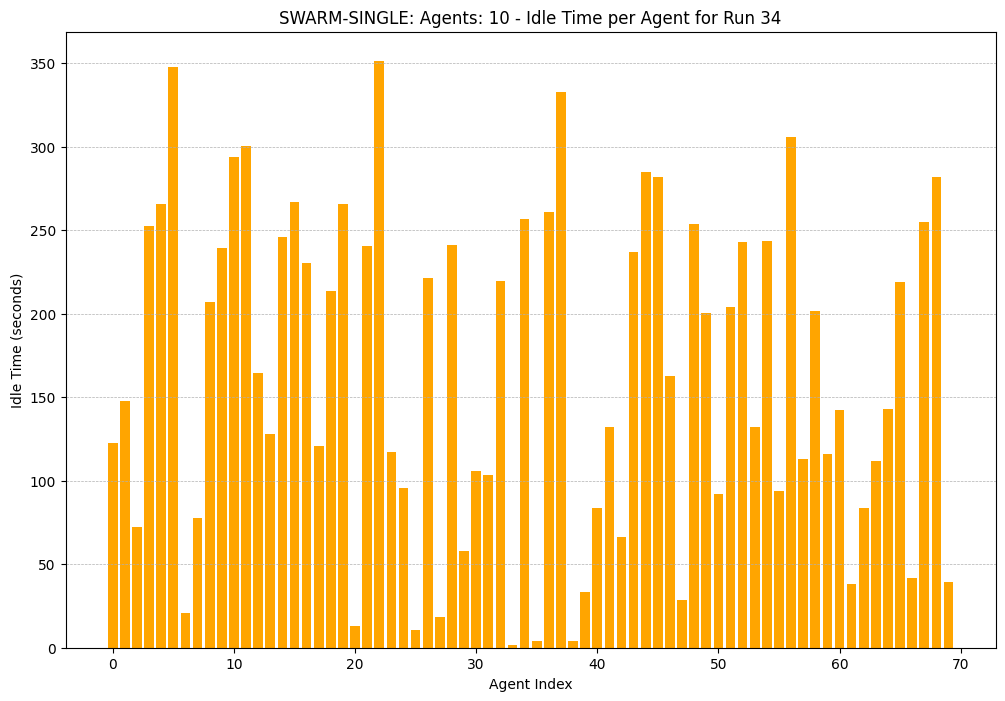 SWARM-SINGLE: Agents: 10 - Idle Time per Agent for Run 34
350
300
250
200
150
100
50
0
Idle Time (seconds)
0 10 20 30 40 50 60 70
Agent Index